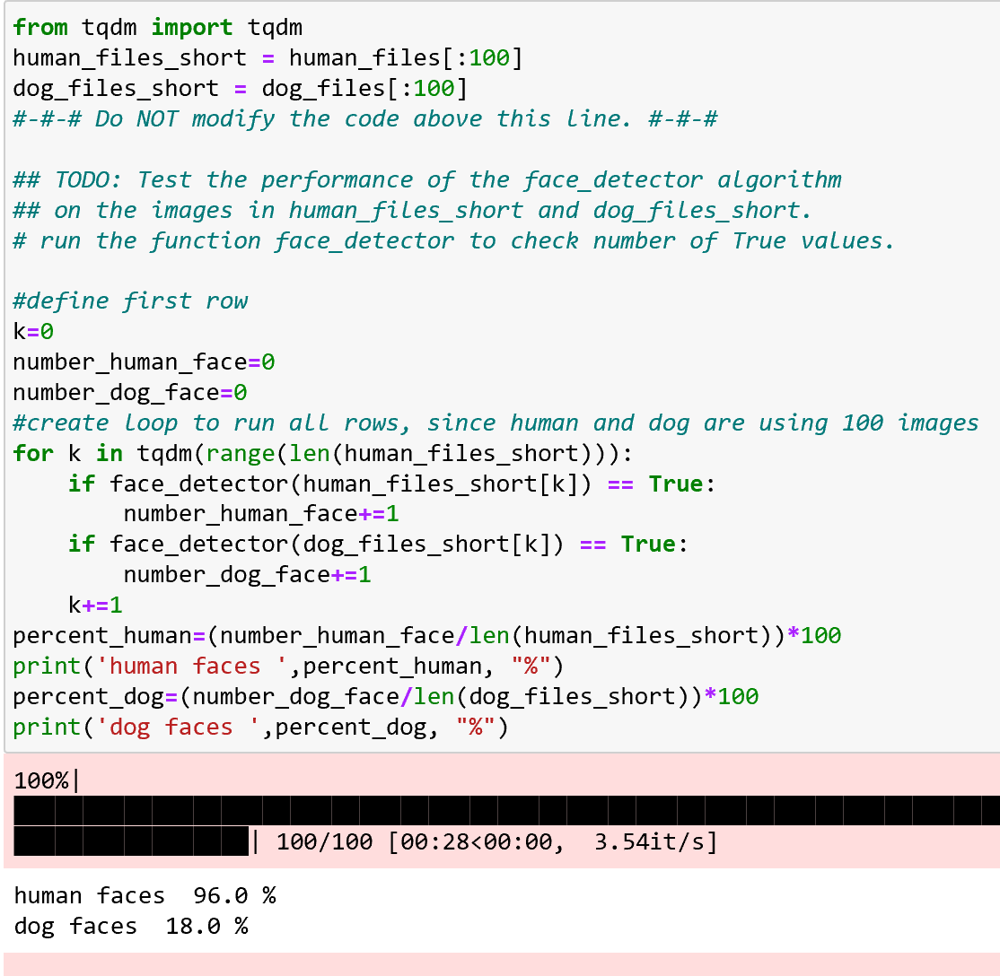 from tqdm import tqdm
human_files_short = human_files[:100]
dog_files_short = dog_files[:100]
#-#-# Do NOT modify the code above this line. #-#-#
## TODO: Test the performance of the face_detector algorithm
## on the images in human_files_short and dog_files_short.
# run the function face_detector to check number of True values.
#define first row
k=0
number_human_face=0
number_dog_face=0
#create loop to run all rows, since human and dog are using 100 images
for k in tqdm(range(len(human_files_short))):
    if face_detector(human_files_short[k]) == True:
        number_human_face+=1
    if face_detector(dog_files_short[k]) == True:
        number_dog_face+=1
    k+=1
percent_human=(number_human_face/len(human_files_short))*100
print('human faces ',percent_human, "%")
percent_dog=(number_dog_face/len(dog_files_short))*100
print('dog faces ',percent_dog, "%")
100%|
| 100/100 [00:28<00:00,  3.54it/s]
human faces  96.0 %
dog faces  18.0 %